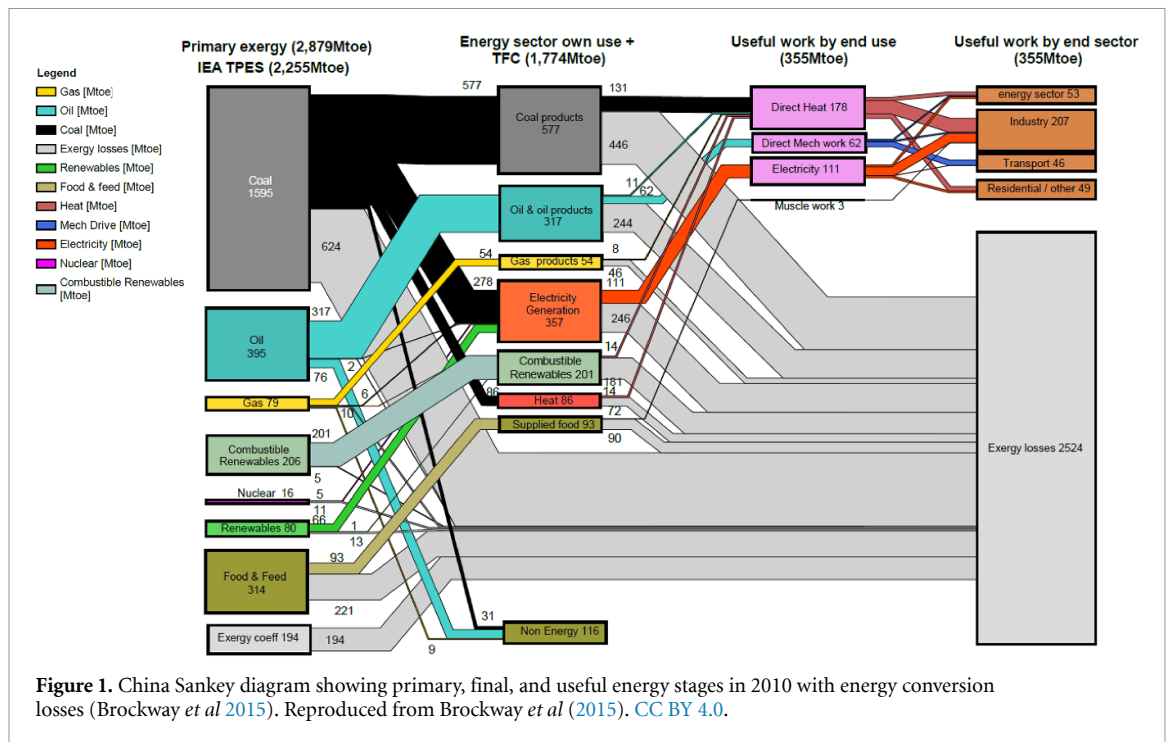 Primary exergy (2,879Mtoe)
IEA TPES (2,255Mtoe)
Energy sector own use +
TFC (1,774Mtoe)
Useful work by end use
(355Mtoe)
Useful work by end sector
(355Mtoe)
Legend
Gas [Mtoe]
Oil [Mtoe]
Coal [Mtoe]
Exergy losses [Mtoe]
Renewables [Mtoe]
Food & feed [Mtoe]
Heat [Mtoe]
Mech Drive [Mtoe]
Electricity [Mtoe]
Nuclear [Mtoe]
Combustible Renewables
[Mtoe]
Coal
1595
624
Oil
395
317
76
2
Gas 79
6
10
Combustible
Renewables 206
201
5
Nuclear 16
5
11
Renewables 80
66
1
13
Food & Feed
314
93
221
Exergy coeff 194
194
577
Coal products
577
131
446
Oil & oil products
317
11
62
244
54
Gas products 54
8
46
278
Electricity
Generation
357
111
246
Combustible
Renewables 201
14
181
86
Heat 86
14
72
Supplied food 93
90
31
Non Energy 116
9
Direct Heat 178
Direct Mech work 62
Electricity 111
Muscle work 3
energy sector 53
Industry 207
Transport 46
Residential / other 49
Exergy losses 2524
Figure 1. China Sankey diagram showing primary, final, and useful energy stages in 2010 with energy conversion
losses (Brockway et al 2015). Reproduced from Brockway et al (2015). CC BY 4.0.